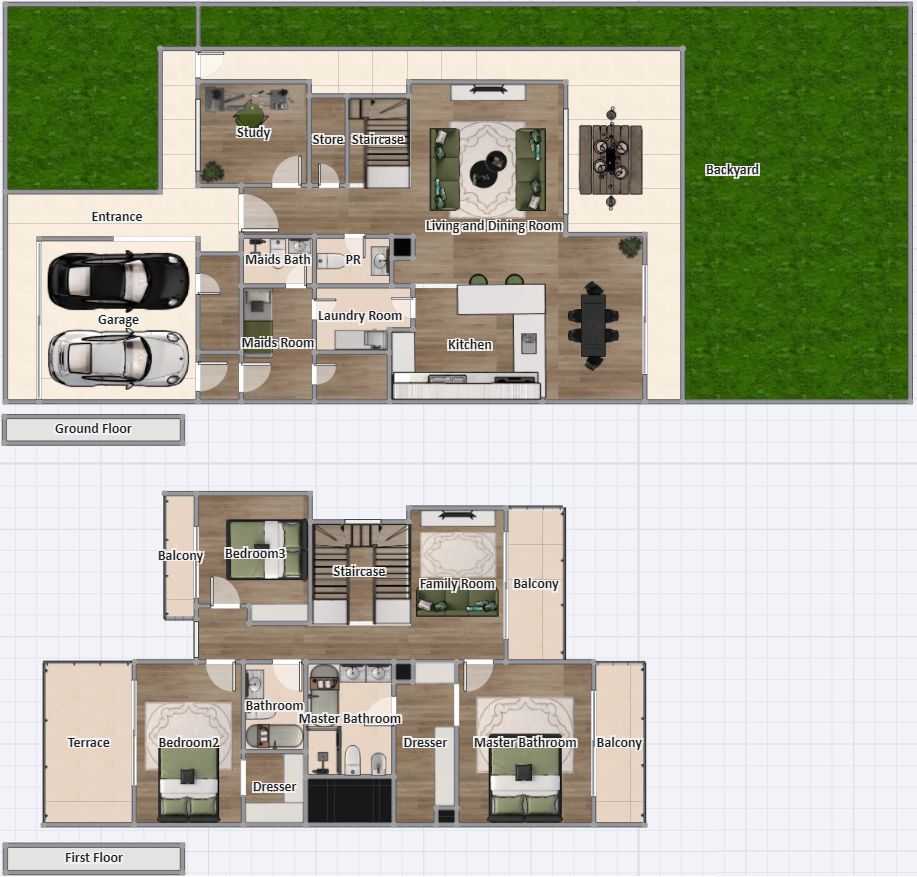 Study
Store
Staircase
Backyard
Entrance
Living and Dining Room
Maids Bath
PR
Garage
Laundry Room
Maids Room
Kitchen
Ground Floor
Balcony
Bedroom3
Staircase
Family Room
Balcony
Bathroom
Master Bathroom
Terrace
Bedroom2
Dresser
Master Bathroom
Balcony
Dresser
First Floor